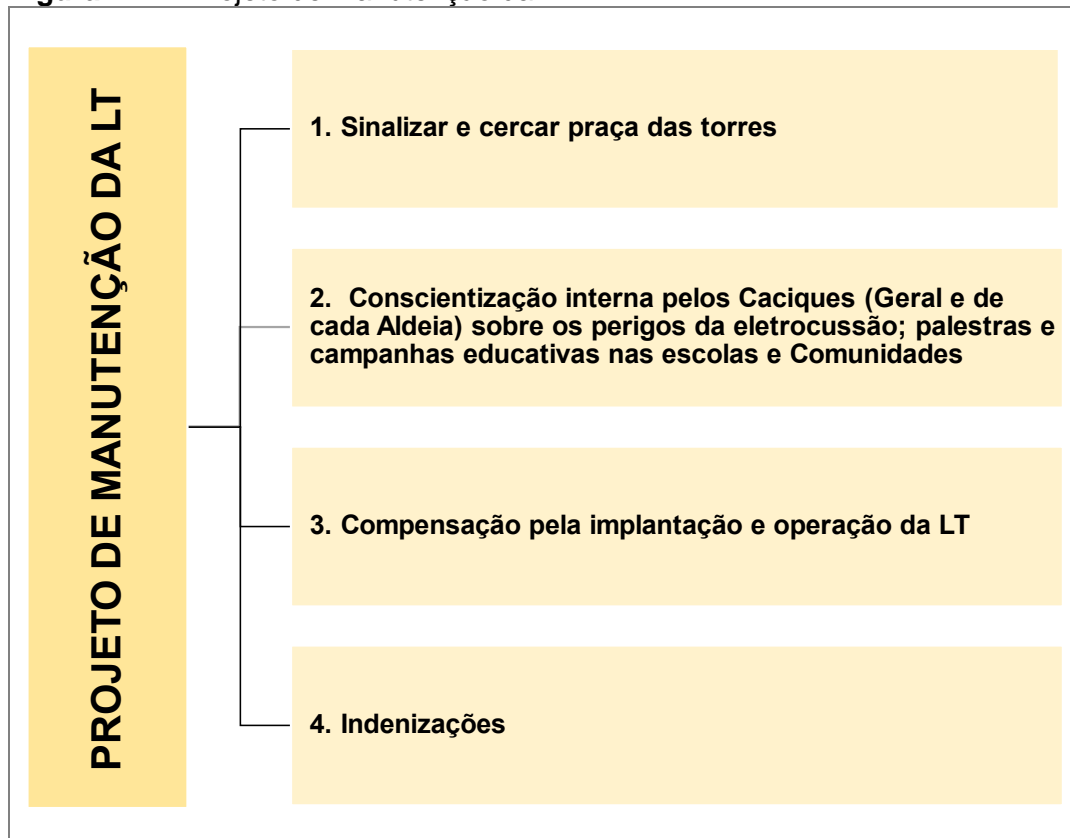 PROJETO DE MANUTENÇÃO DA LT
1. Sinalizar e cercar praça das torres
2. Conscientização interna pelos Caciques (Geral e de
cada Aldeia) sobre os perigos da eletrocussão; palestras e
campanhas educativas nas escolas e Comunidades
3. Compensação pela implantação e operação da LT
4. Indenizações